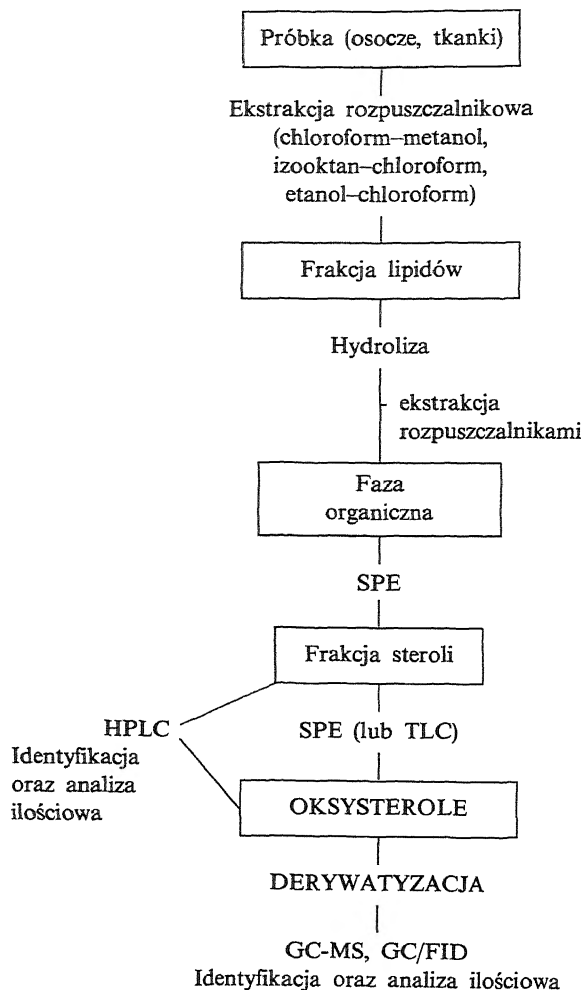 Próbka (osocze, tkanki)
Ekstrakcja rozpuszczalnikowa
(chloroform–metanol,
izooktan–chloroform,
etanol–chloroform)
Frakcja lipidów
Hydroliza
ekstrakcja
rozpuszczalnikami
Faza
organiczna
SPE
Frakcja steroli
HPLC
Identyfikacja
oraz analiza
ilościowa
SPE (lub TLC)
OKSYSTEROLE
DERYWATYZACJA
GC-MS, GC/FID
Identyfikacja oraz analiza ilościowa